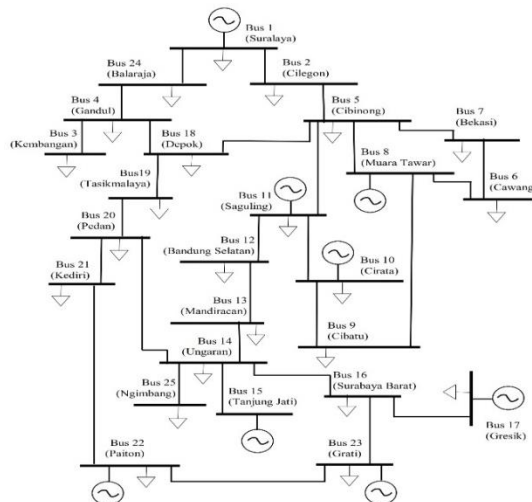 Bus 1
(Suralaya)
Bus 24
(Balaraja)
Bus 2
(Cilegon)
Bus 4
(Gandul)
Bus 5
(Cibinong)
Bus 7
(Bekasi)
Bus 3
(Kembangan)
Bus 18
(Depok)
Bus 8
(Muara Tawar)
Bus 6
(Cawang)
Bus19
(Tasikmalaya)
Bus 11
(Saguling)
Bus 20
(Pedan)
Bus 12
(Bandung Selatan)
Bus 21
(Kediri)
Bus 10
(Cirata)
Bus 13
(Mandiracan)
Bus 9
(Cibatu)
Bus 14
(Ungaran)
Bus 25
(Ngimbang)
Bus 15
(Tanjung Jati)
Bus 16
(Surabaya Barat)
Bus 17
(Gresik)
Bus 22
(Paiton)
Bus 23
(Grati)